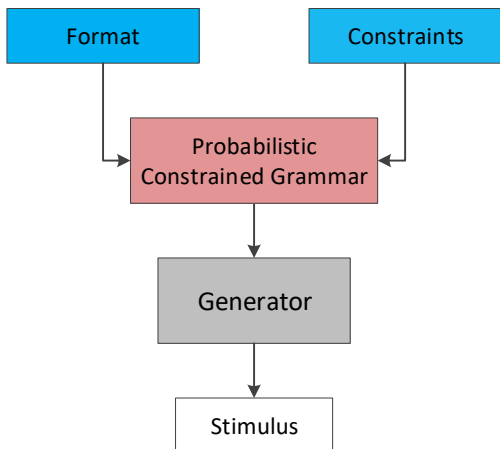 Format
Constraints
Probabilistic
Constrained Grammar
Generator
Stimulus